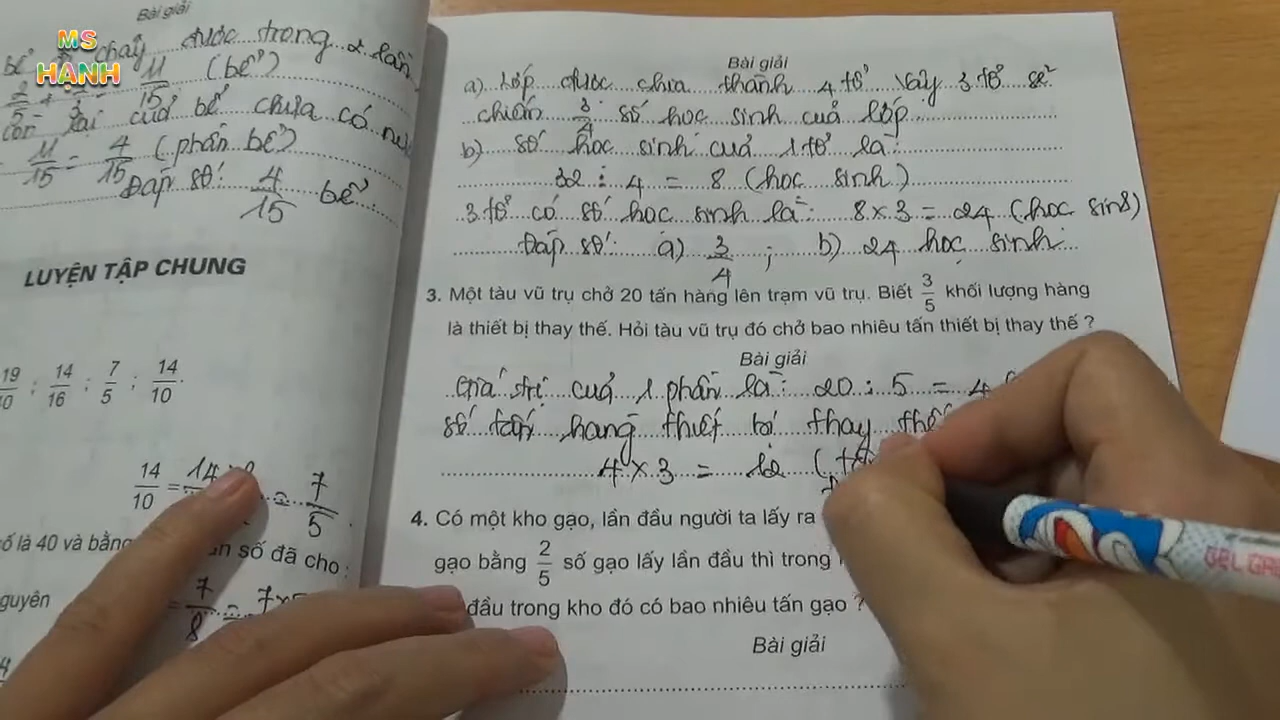 MS
HẠNH
Bài giải
bể chảy được trong 2 lần
11/15 (bể)
còn lại của bể chưa có
11/15 = 4/15 (phần bể)
Đáp số: 4/15 bể.
LUYỆN TẬP CHUNG
; 14/16 ; 7/5 ; 14/10.
14/10 = = 7/5.
số là 40 và bằng số đã cho :
nguyên
= 7/8 =
Bài giải
a) Lớp được chia thành 4 tổ vậy 3 tổ sẽ
chiếm 3/4 số học sinh của lớp.
b) số học sinh của 1 tổ là:
32 : 4 = 8 (học sinh)
3 tổ có số học sinh là: 8 x 3 = 24 (học sinh)
Đáp số: a) 3/4 ; b) 24 học sinh.
3. Một tàu vũ trụ chở 20 tấn hàng lên trạm vũ trụ. Biết 3/5 khối lượng hàng
là thiết bị thay thế. Hỏi tàu vũ trụ đó chở bao nhiêu tấn thiết bị thay thế ?
Bài giải
Giá trị của 1 phần là: 20 : 5 = 4
số tấn hàng thiết bị thay thế
4 x 3 = 12
4. Có một kho gạo, lần đầu người ta lấy ra
gạo bằng 2/5 số gạo lấy lần đầu thì trong
đầu trong kho đó có bao nhiêu tấn gạo ?
Bài giải